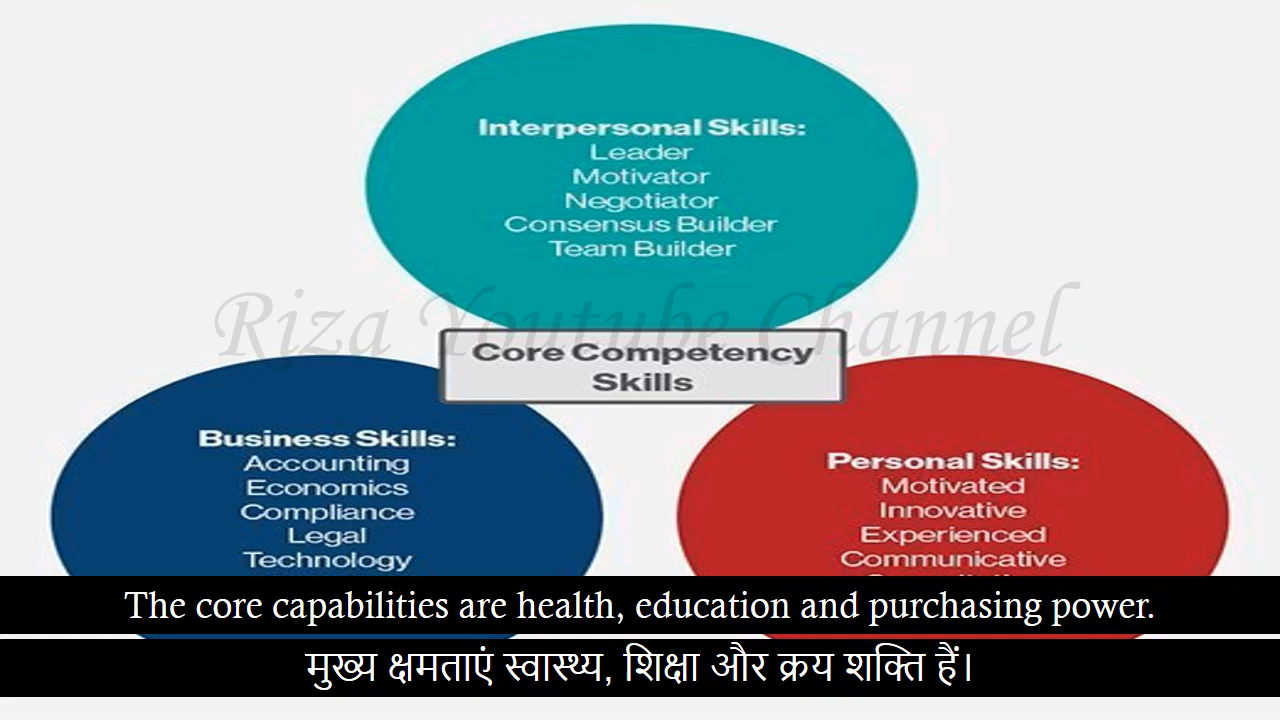 Interpersonal Skills:
Leader
Motivator
Negotiator
Consensus Builder
Team Builder
Riza Youtube Channel
Core Competency
Skills
Business Skills:
Accounting
Economics
Compliance
Legal
Technology
Personal Skills:
Motivated
Innovative
Experienced
Communicative
The core capabilities are health, education and purchasing power.
मुख्य क्षमताएं स्वास्थ्य, शिक्षा और क्रय शक्ति हैं।